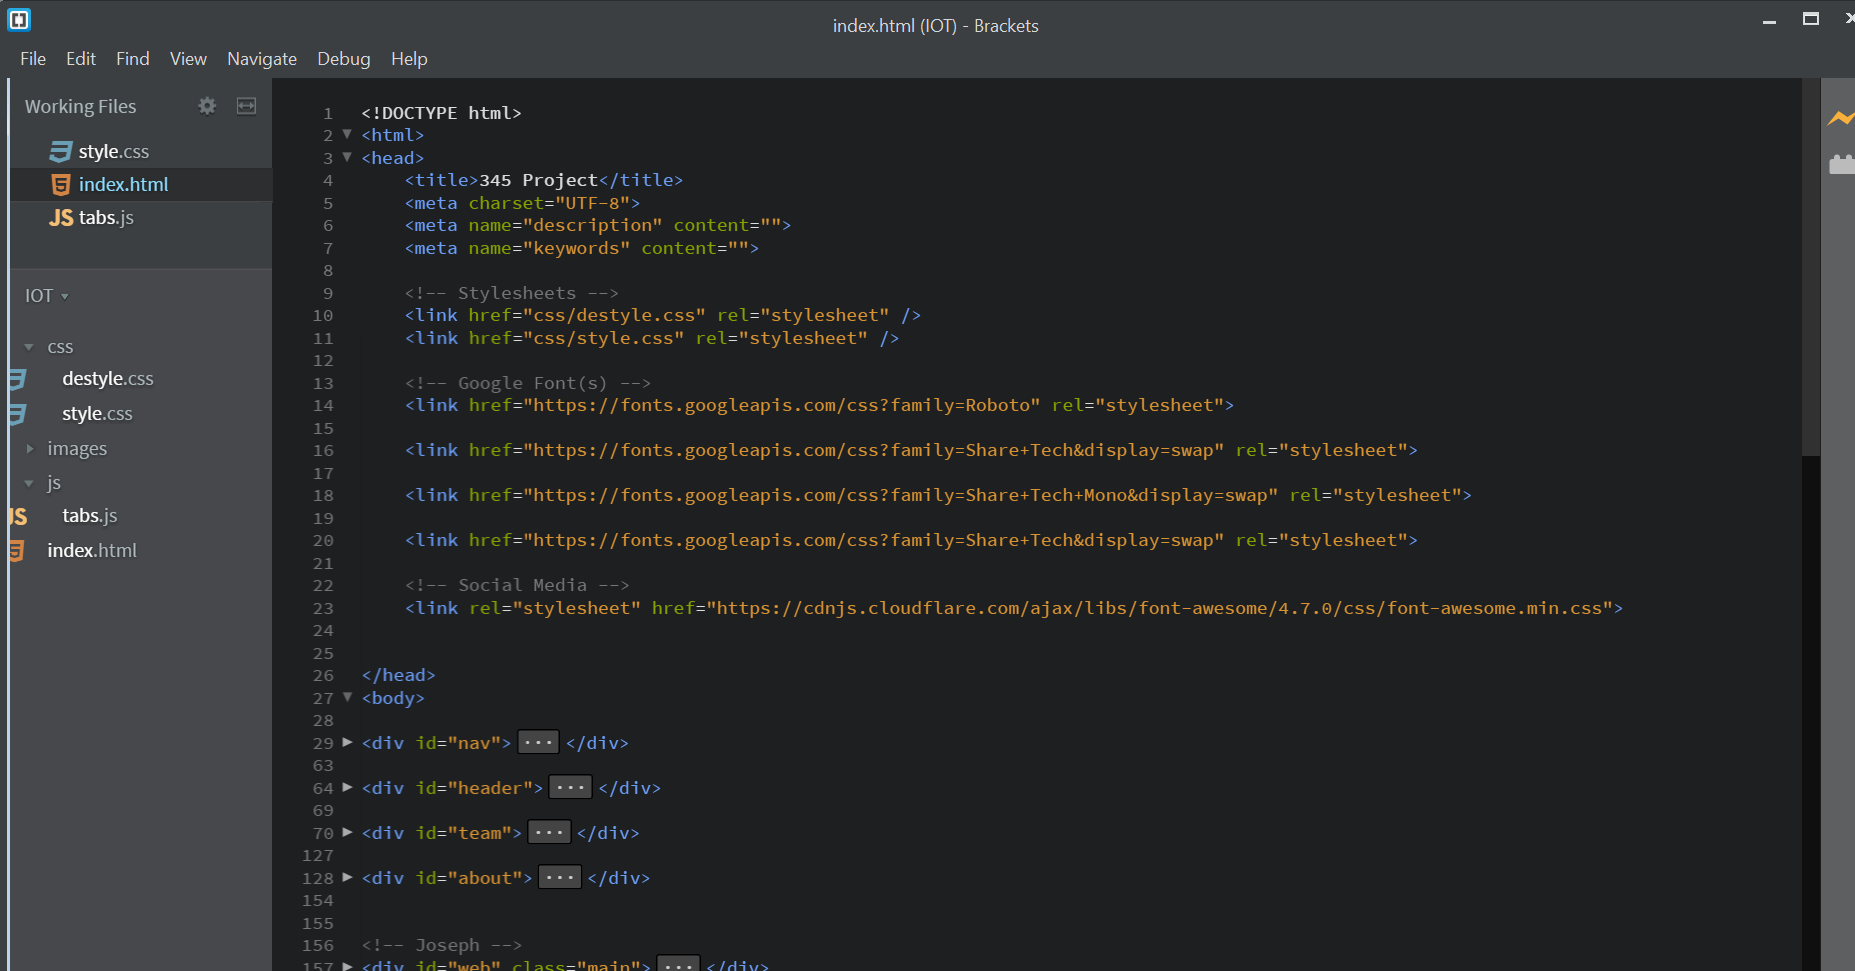 index.html (IOT) - Brackets
File Edit Find View Navigate Debug Help
Working Files
style.css
index.html
JS tabs.js
IOT
css
destyle.css
style.css
images
js
JS tabs.js
index.html
1 <!DOCTYPE html>
2 <html>
3 <head>
4 <title>345 Project</title>
5 <meta charset="UTF-8">
6 <meta name="description" content="">
7 <meta name="keywords" content="">
8
9 <!-- Stylesheets -->
10 <link href="css/destyle.css" rel="stylesheet" />
11 <link href="css/style.css" rel="stylesheet" />
12
13 <!-- Google Font(s) -->
14 <link href="https://fonts.googleapis.com/css?family=Roboto" rel="stylesheet">
15
16 <link href="https://fonts.googleapis.com/css?family=Share+Tech&display=swap" rel="stylesheet">
17
18 <link href="https://fonts.googleapis.com/css?family=Share+Tech+Mono&display=swap" rel="stylesheet">
19
20 <link href="https://fonts.googleapis.com/css?family=Share+Tech&display=swap" rel="stylesheet">
21
22 <!-- Social Media -->
23 <link rel="stylesheet" href="https://cdnjs.cloudflare.com/ajax/libs/font-awesome/4.7.0/css/font-awesome.min.css">
24
25
26 </head>
27 <body>
28
29 <div id="nav"> ... </div>
63
64 <div id="header"> ... </div>
69
70 <div id="team"> ... </div>
127
128 <div id="about"> ... </div>
154
155
156 <!-- Joseph -->
157 <div id="web" class="main"> ... </div>